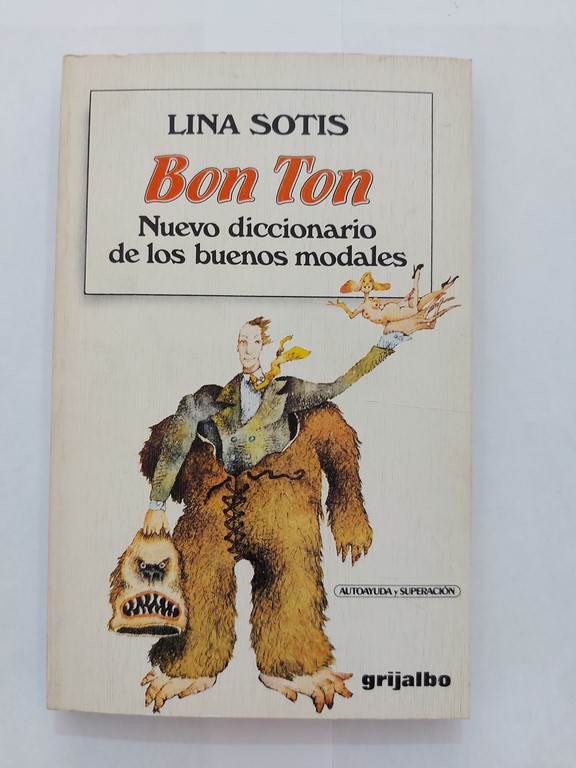 LINA SOTIS
Bon Ton
Nuevo diccionario
de los buenos modales
AUTOAYUDA y SUPERACIÓN
grijalbo